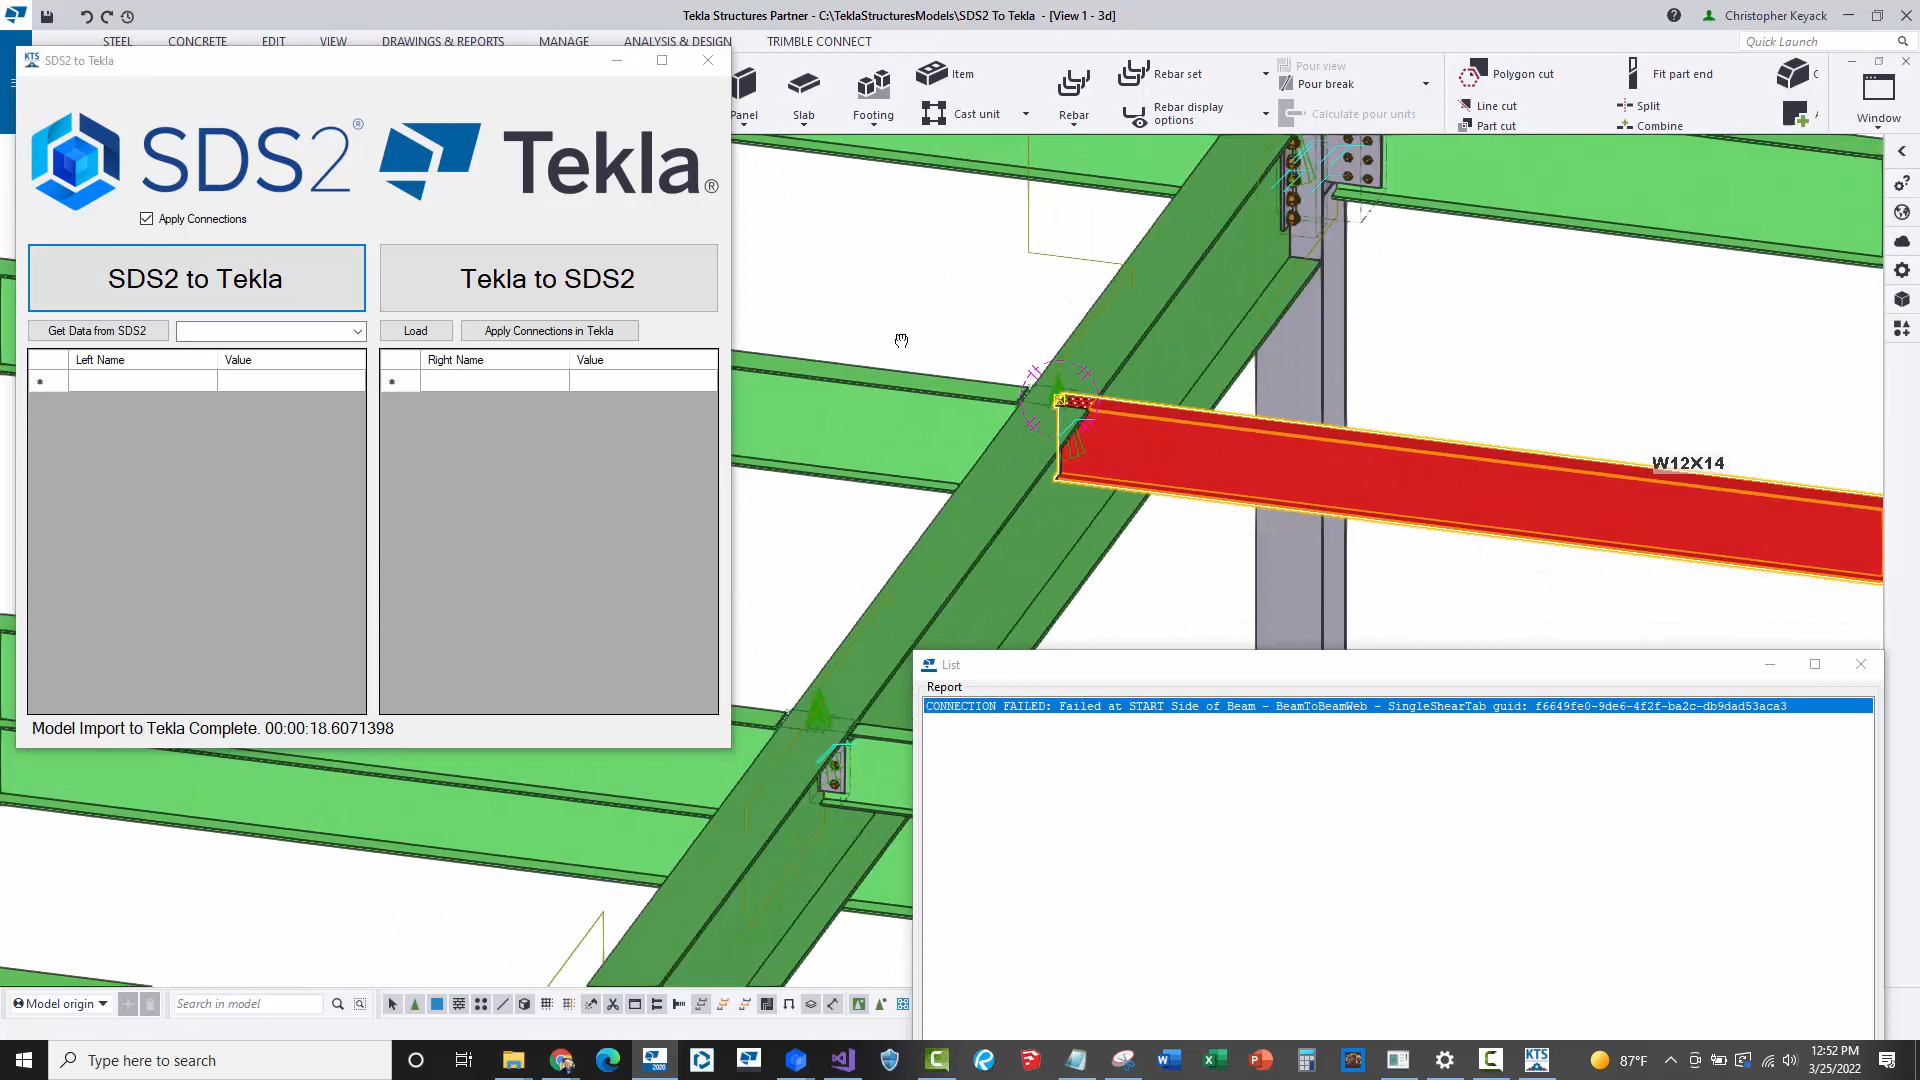 Tekla Structures Partner - C:\TeklaStructuresModels\SDS2 To Tekla - [View 1 - 3d]
Christopher Keyack
STEEL CONCRETE EDIT VIEW DRAWINGS & REPORTS MANAGE ANALYSIS & DESIGN TRIMBLE CONNECT
Quick Launch
KTS SDS2 to Tekla
Panel
Slab
Footing
Item
Cast unit
Rebar
Rebar set
Rebar display options
Pour view
Pour break
Calculate pour units
Polygon cut
Line cut
Part cut
Fit part end
Split
Combine
Window
SDS2®
Tekla®
Apply Connections
SDS2 to Tekla
Tekla to SDS2
Get Data from SDS2
Load
Apply Connections in Tekla
Left Name Value
Right Name Value
Model Import to Tekla Complete. 00:00:18.6071398
W12X14
List
Report
CONNECTION FAILED: Failed at START Side of Beam - BeamToBeamWeb - SingleShearTab guid: f6649fe0-9de6-4f2f-ba2c-db9dad53aca3
Model origin
Search in model
Type here to search
2020
KTS
87°F
12:52 PM
3/25/2022